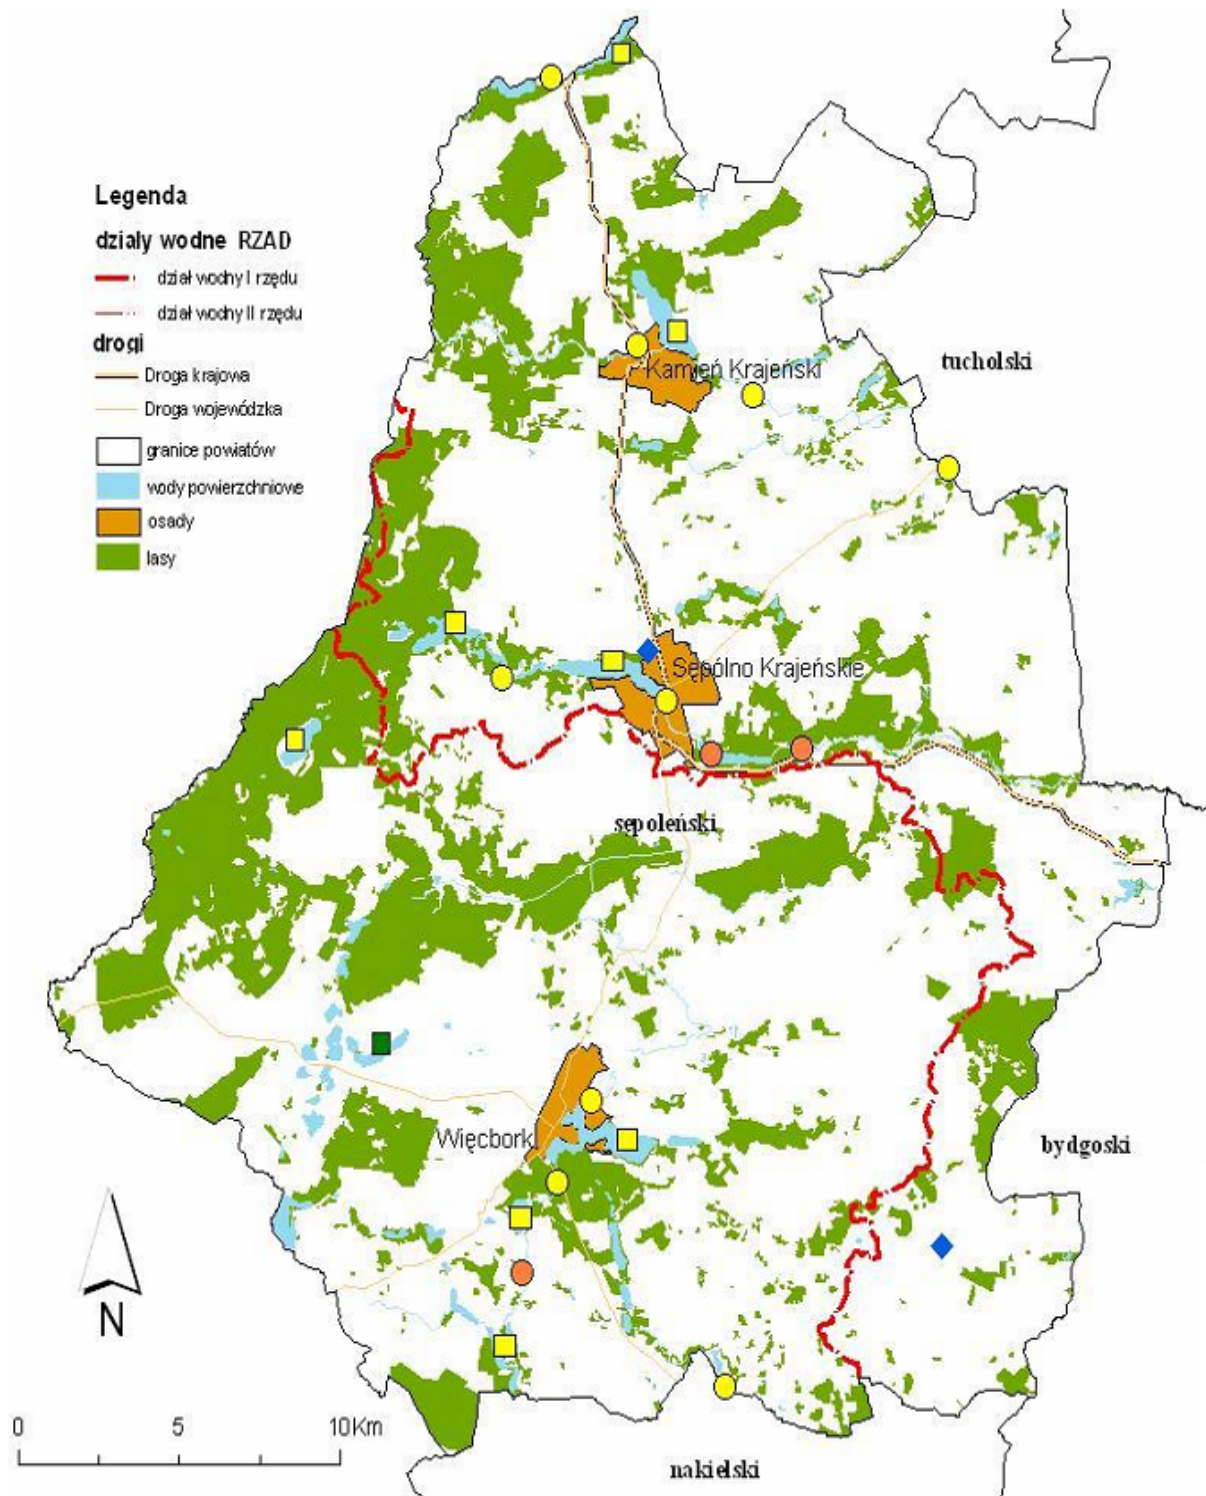 Legenda
działy wodne RZAD
dział wodny I rzędu
dział wodny II rzędu
drogi
Droga krajowa
Droga wojewódzka
granice powiatów
wody powierzchniowe
osady
lasy
Kamień Krajeński
tucholski
Sępólno Krajeńskie
sępoleński
Więcbork
bydgoski
N
0 5 10Km
nakielski